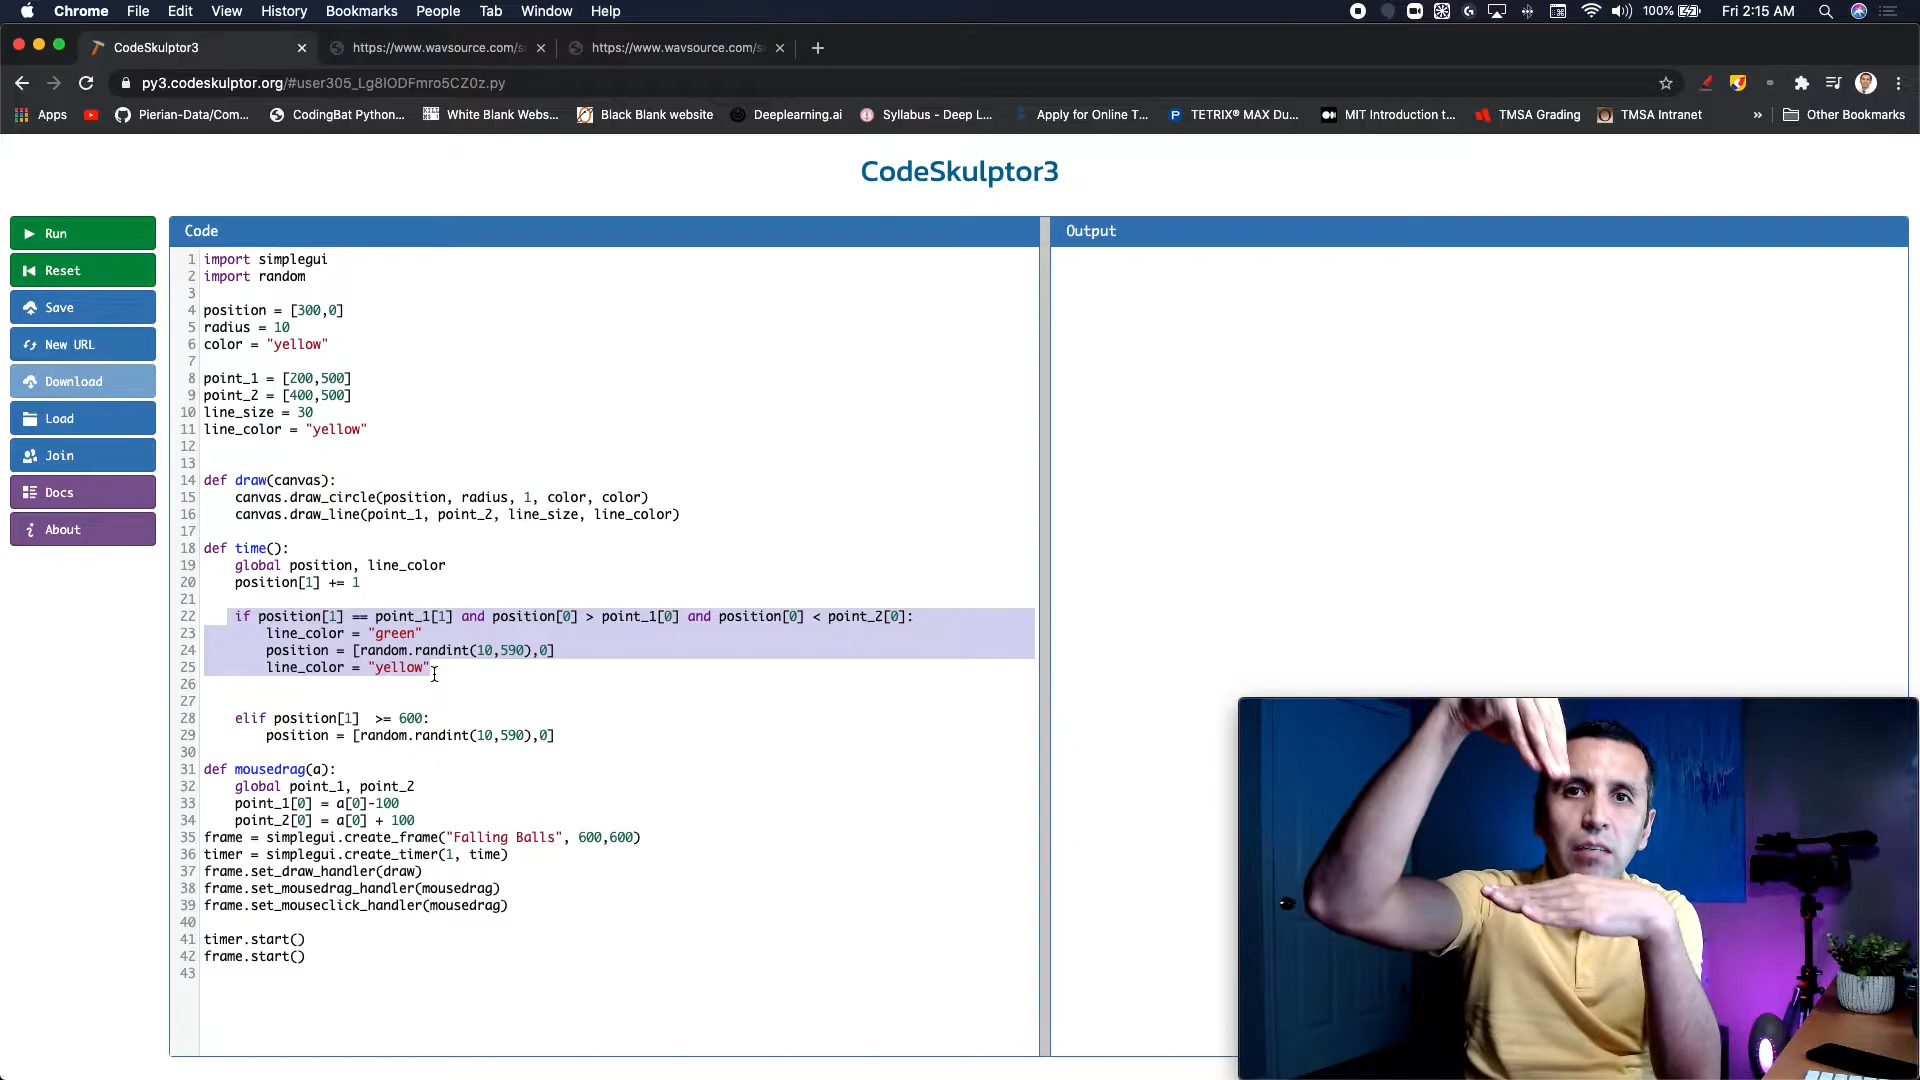 Chrome File Edit View History Bookmarks People Tab Window Help 100% Fri 2:15 AM
CodeSkulptor3 https://www.wavsource.com/s https://www.wavsource.com/s
py3.codeskulptor.org/#user305_Lg8lODFmro5CZ0z.py
Apps Pierian-Data/Com... CodingBat Python... White Blank Webs... Black Blank website Deeplearning.ai Syllabus - Deep L... Apply for Online T... TETRIX® MAX Du... MIT Introduction t... TMSA Grading TMSA Intranet » Other Bookmarks
CodeSkulptor3
Run
Reset
Save
New URL
Download
Load
Join
Docs
About
Code
1 import simplegui
2 import random
3
4 position = [300,0]
5 radius = 10
6 color = "yellow"
7
8 point_1 = [200,500]
9 point_2 = [400,500]
10 line_size = 30
11 line_color = "yellow"
12
13
14 def draw(canvas):
15 canvas.draw_circle(position, radius, 1, color, color)
16 canvas.draw_line(point_1, point_2, line_size, line_color)
17
18 def time():
19 global position, line_color
20 position[1] += 1
21
22 if position[1] == point_1[1] and position[0] > point_1[0] and position[0] < point_2[0]:
23 line_color = "green"
24 position = [random.randint(10,590),0]
25 line_color = "yellow"
26
27
28 elif position[1] >= 600:
29 position = [random.randint(10,590),0]
30
31 def mousedrag(a):
32 global point_1, point_2
33 point_1[0] = a[0]-100
34 point_2[0] = a[0] + 100
35 frame = simplegui.create_frame("Falling Balls", 600,600)
36 timer = simplegui.create_timer(1, time)
37 frame.set_draw_handler(draw)
38 frame.set_mousedrag_handler(mousedrag)
39 frame.set_mouseclick_handler(mousedrag)
40
41 timer.start()
42 frame.start()
43
Output